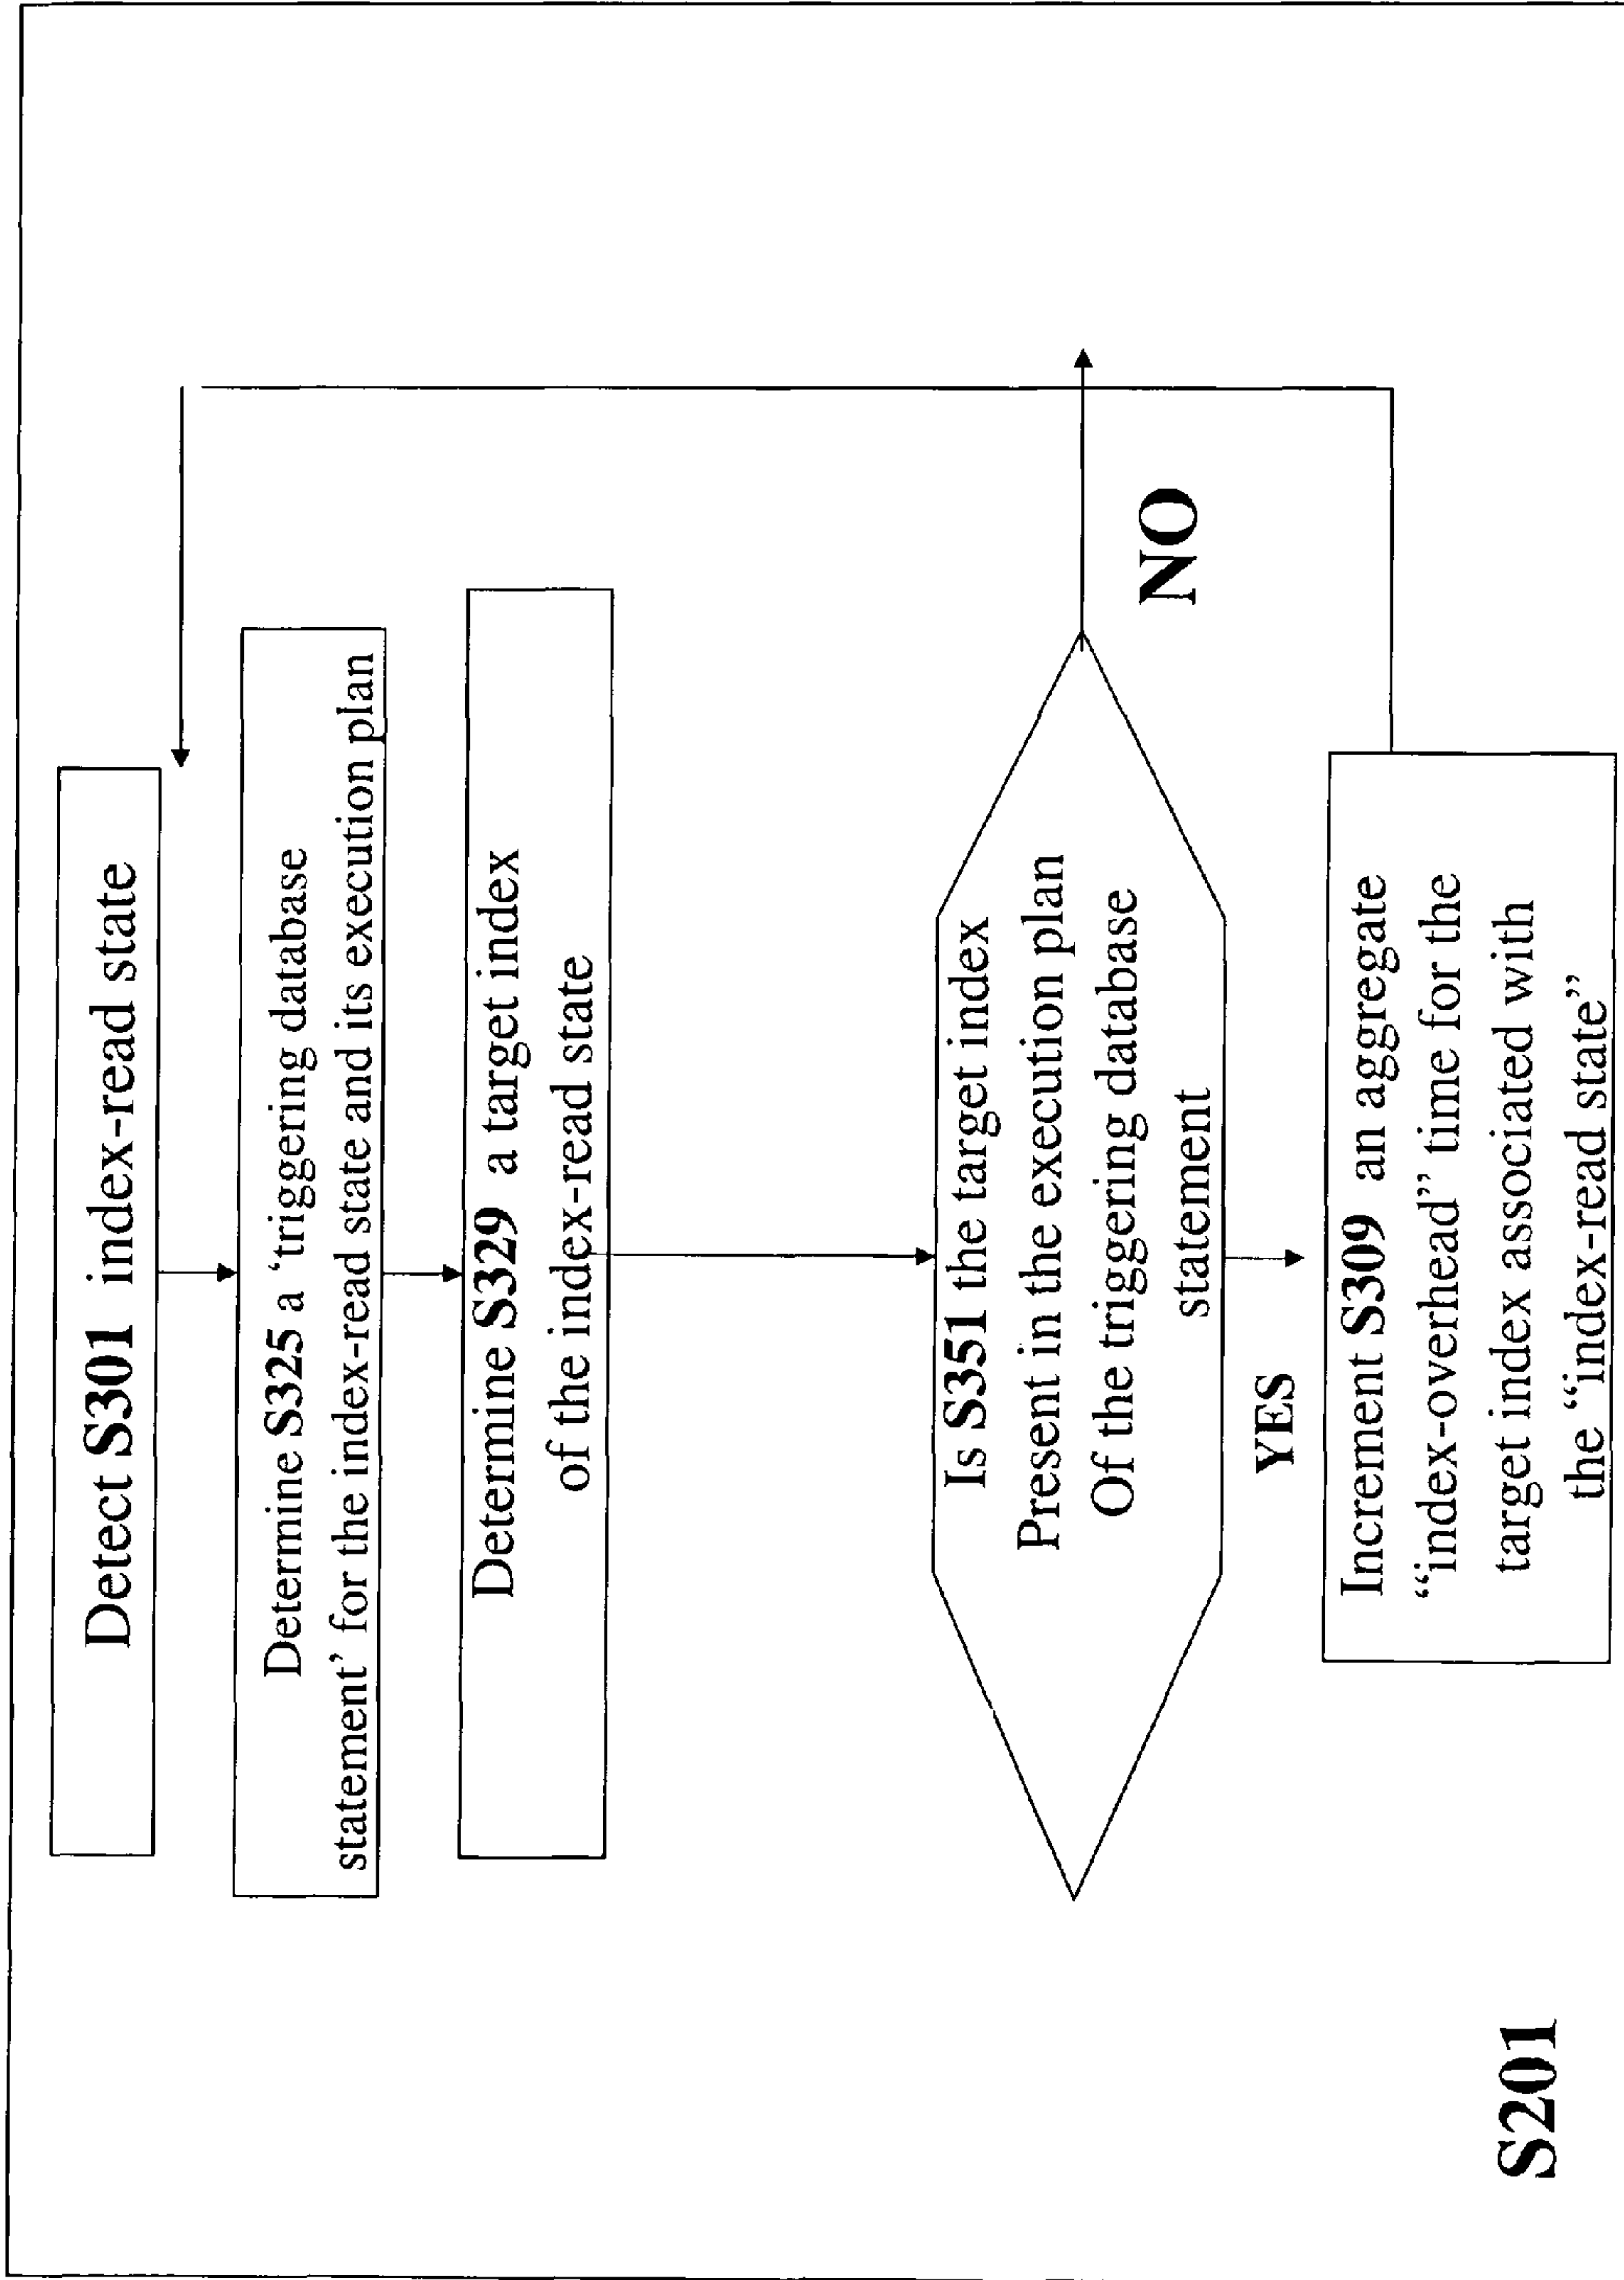 Detect S301 index-read state
Determine S325 a ‘triggering database
statement’ for the index-read state and its execution plan
Determine S329 a target index
of the index-read state
Is S351 the target index
Present in the execution plan
Of the triggering database
statement
NO
YES
Increment S309 an aggregate
“index-overhead” time for the
target index associated with
the “index-read state”
S201